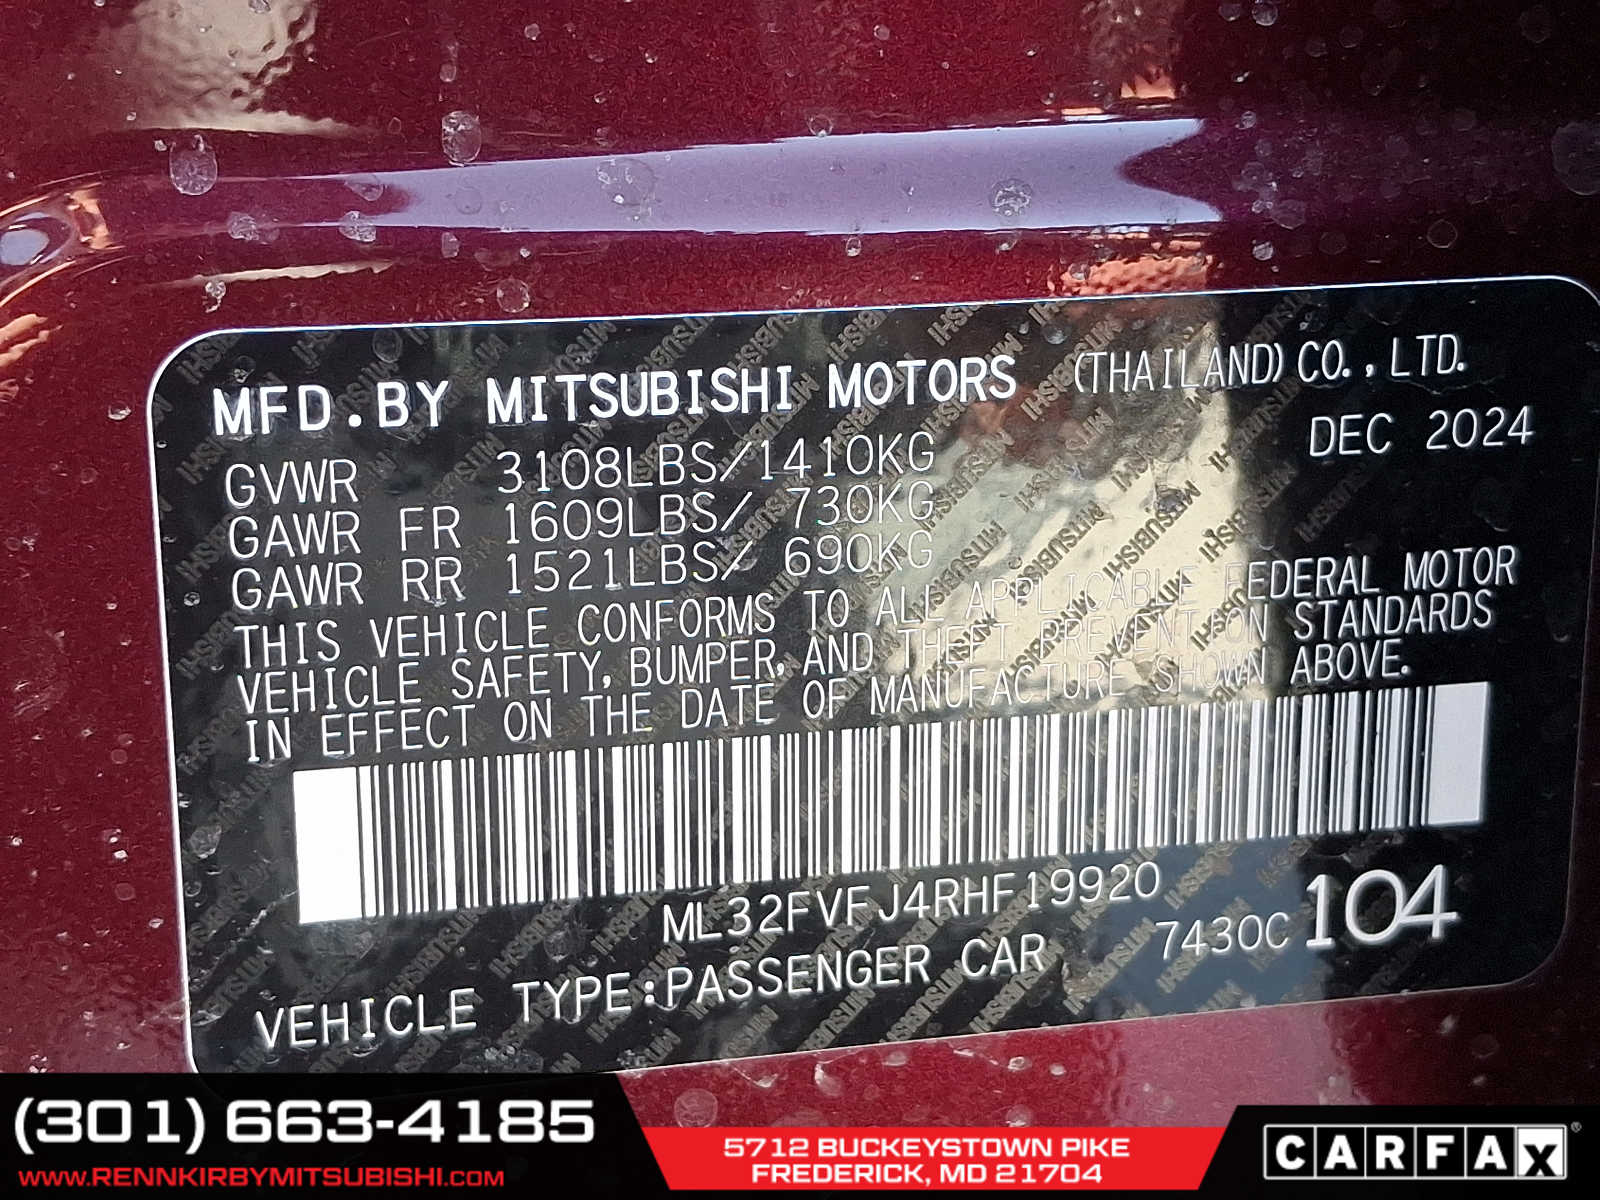 MFD.BY MITSUBISHI MOTORS (THAILAND) CO.,LTD.
DEC 2024
GVWR 3108LBS/1410KG
GAWR FR 1609LBS/ 730KG
GAWR RR 1521LBS/ 690KG
THIS VEHICLE CONFORMS TO ALL APPLICABLE FEDERAL MOTOR
VEHICLE SAFETY, BUMPER, AND THEFT PREVENTION STANDARDS
IN EFFECT ON THE DATE OF MANUFACTURE SHOWN ABOVE.
ML32FVFJ4RHF19920
VEHICLE TYPE:PASSENGER CAR 7430C 104
(301) 663-4185
WWW.RENNKIRBYMITSUBISHI.COM
5712 BUCKEYSTOWN PIKE
FREDERICK, MD 21704
CARFAX®